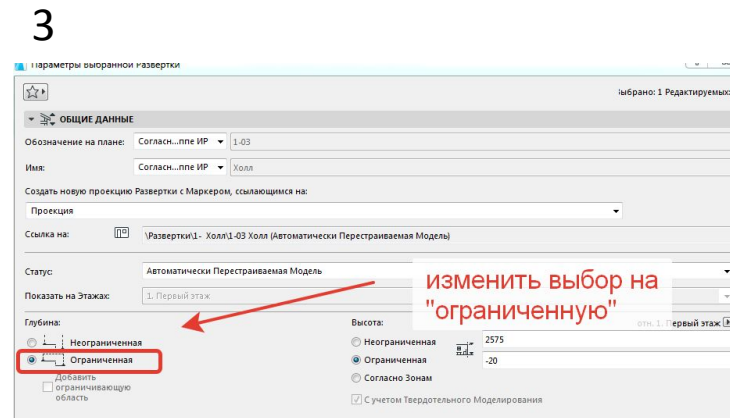 3
Параметры выбранной Развертки
Выбрано: 1 Редактируемых:
ОБЩИЕ ДАННЫЕ
Обозначение на плане: Согласн...ппе ИР 1-03
Имя: Согласн...ппе ИР Холл
Создать новую проекцию Развертки с Маркером, ссылающимся на:
Проекция
Ссылка на: \Развертки\1- Холл\1-03 Холл (Автоматически Перестраиваемая Модель)
Статус: Автоматически Перестраиваемая Модель
Показать на Этажах: 1. Первый этаж
изменить выбор на
"ограниченную"
Глубина:
Неограниченная
Ограниченная
Добавить
ограничивающую
область
Высота: отн. 1. Первый этаж
Неограниченная 2575
Ограниченная -20
Согласно Зонам
С учетом Твердотельного Моделирования